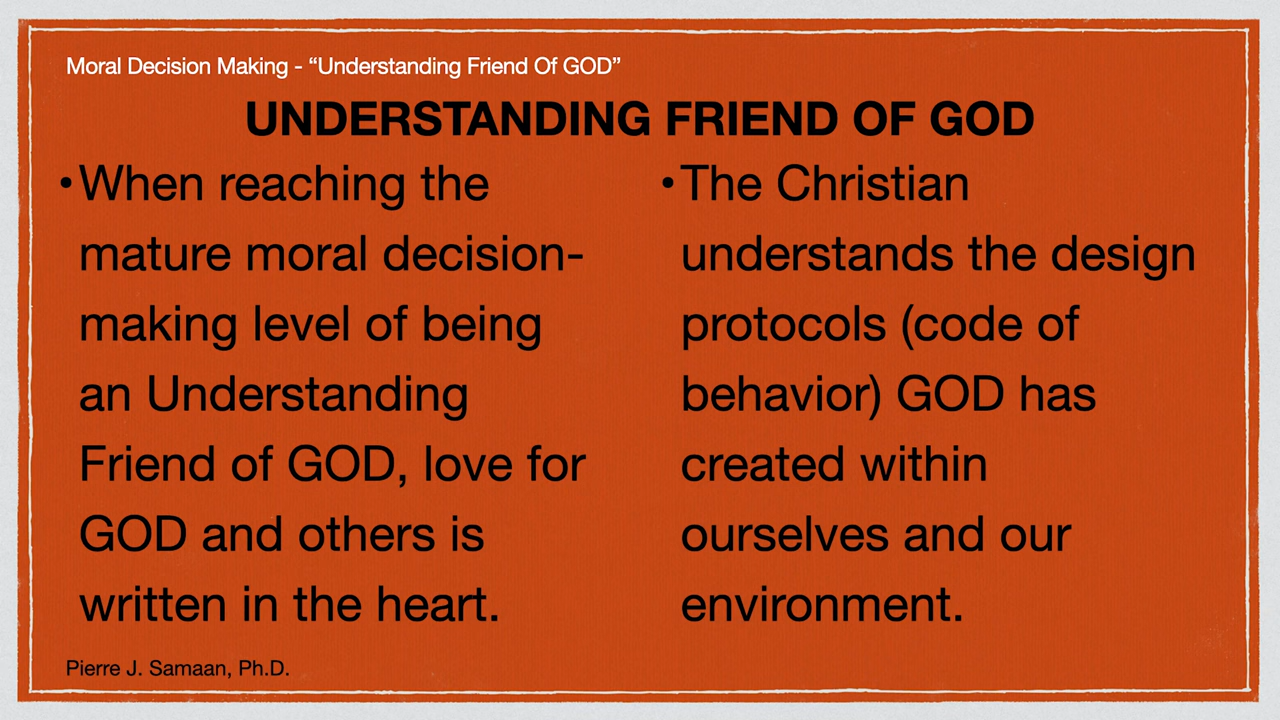 Moral Decision Making - “Understanding Friend Of GOD”
UNDERSTANDING FRIEND OF GOD
•When reaching the
mature moral decision-
making level of being
an Understanding
Friend of GOD, love for
GOD and others is
written in the heart.
•The Christian
understands the design
protocols (code of
behavior) GOD has
created within
ourselves and our
environment.
Pierre J. Samaan, Ph.D.